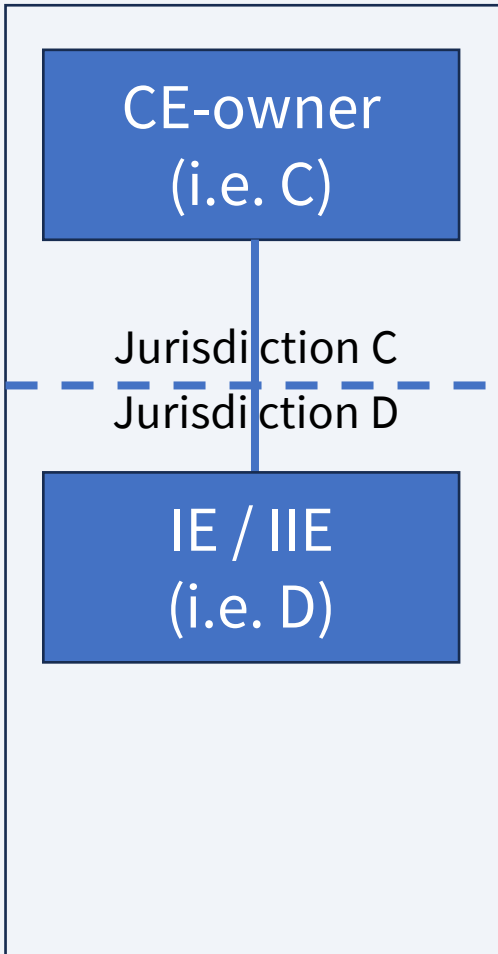 CE-owner
(i.e. C)
Jurisdiction C
Jurisdiction D
IE / IIE
(i.e. D)